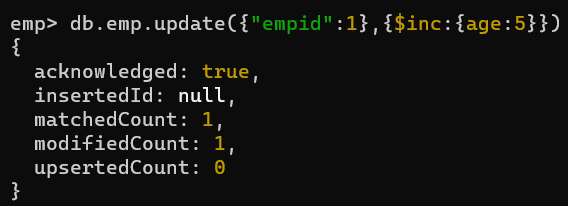 emp> db.emp.update({"empid":1},{$inc:{age:5}})
{
  acknowledged: true,
  insertedId: null,
  matchedCount: 1,
  modifiedCount: 1,
  upsertedCount: 0
}